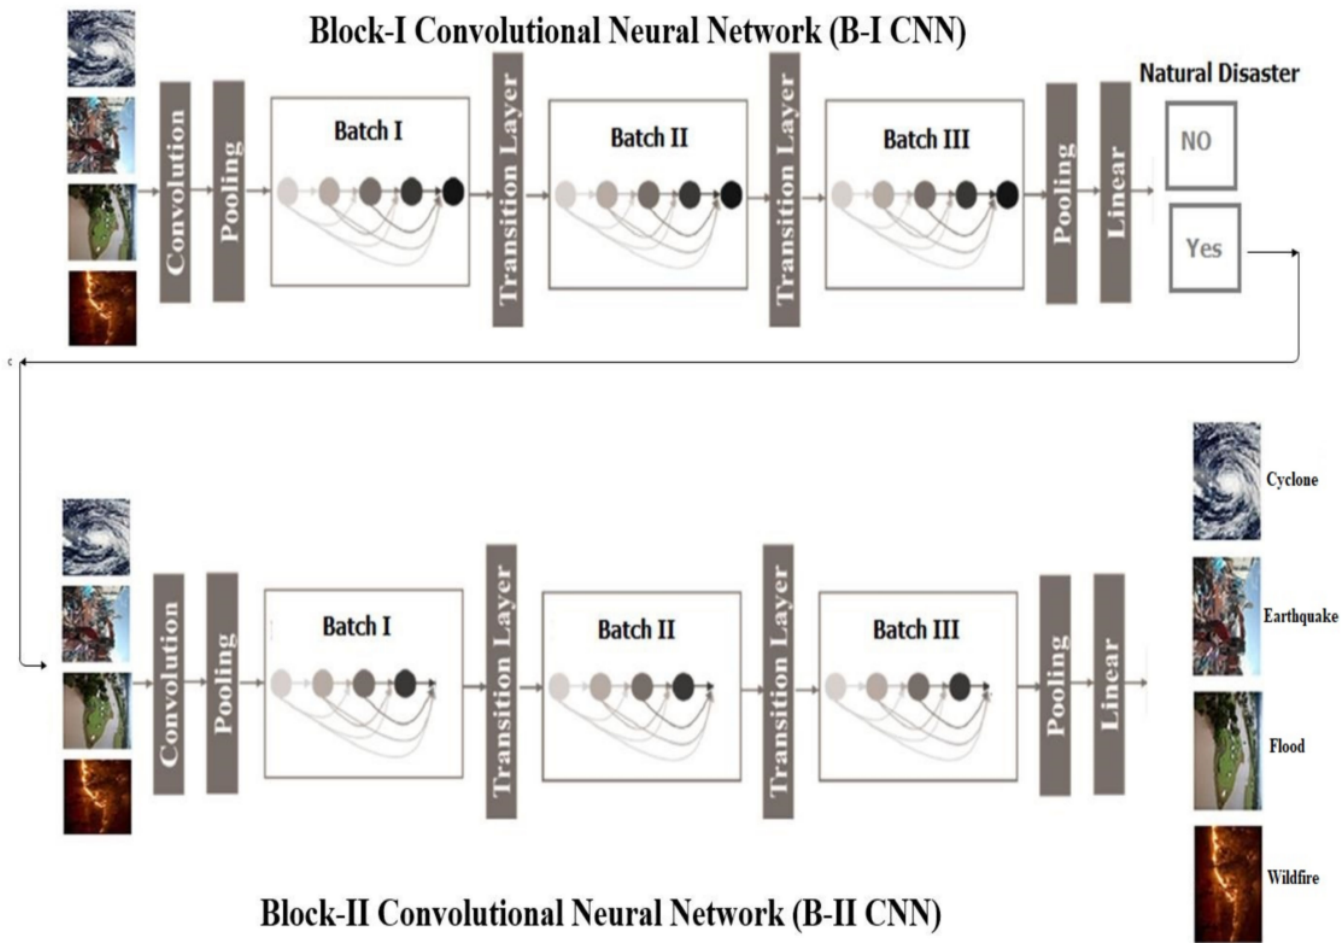 Block-I Convolutional Neural Network (B-I CNN)
Natural Disaster
Convolution
Pooling
Batch I
Transition Layer
Batch II
Transition Layer
Batch III
Pooling
Linear
NO
Yes
c
Cyclone
Earthquake
Flood
Wildfire
Convolution
Pooling
Batch I
Transition Layer
Batch II
Transition Layer
Batch III
Pooling
Linear
Block-II Convolutional Neural Network (B-II CNN)